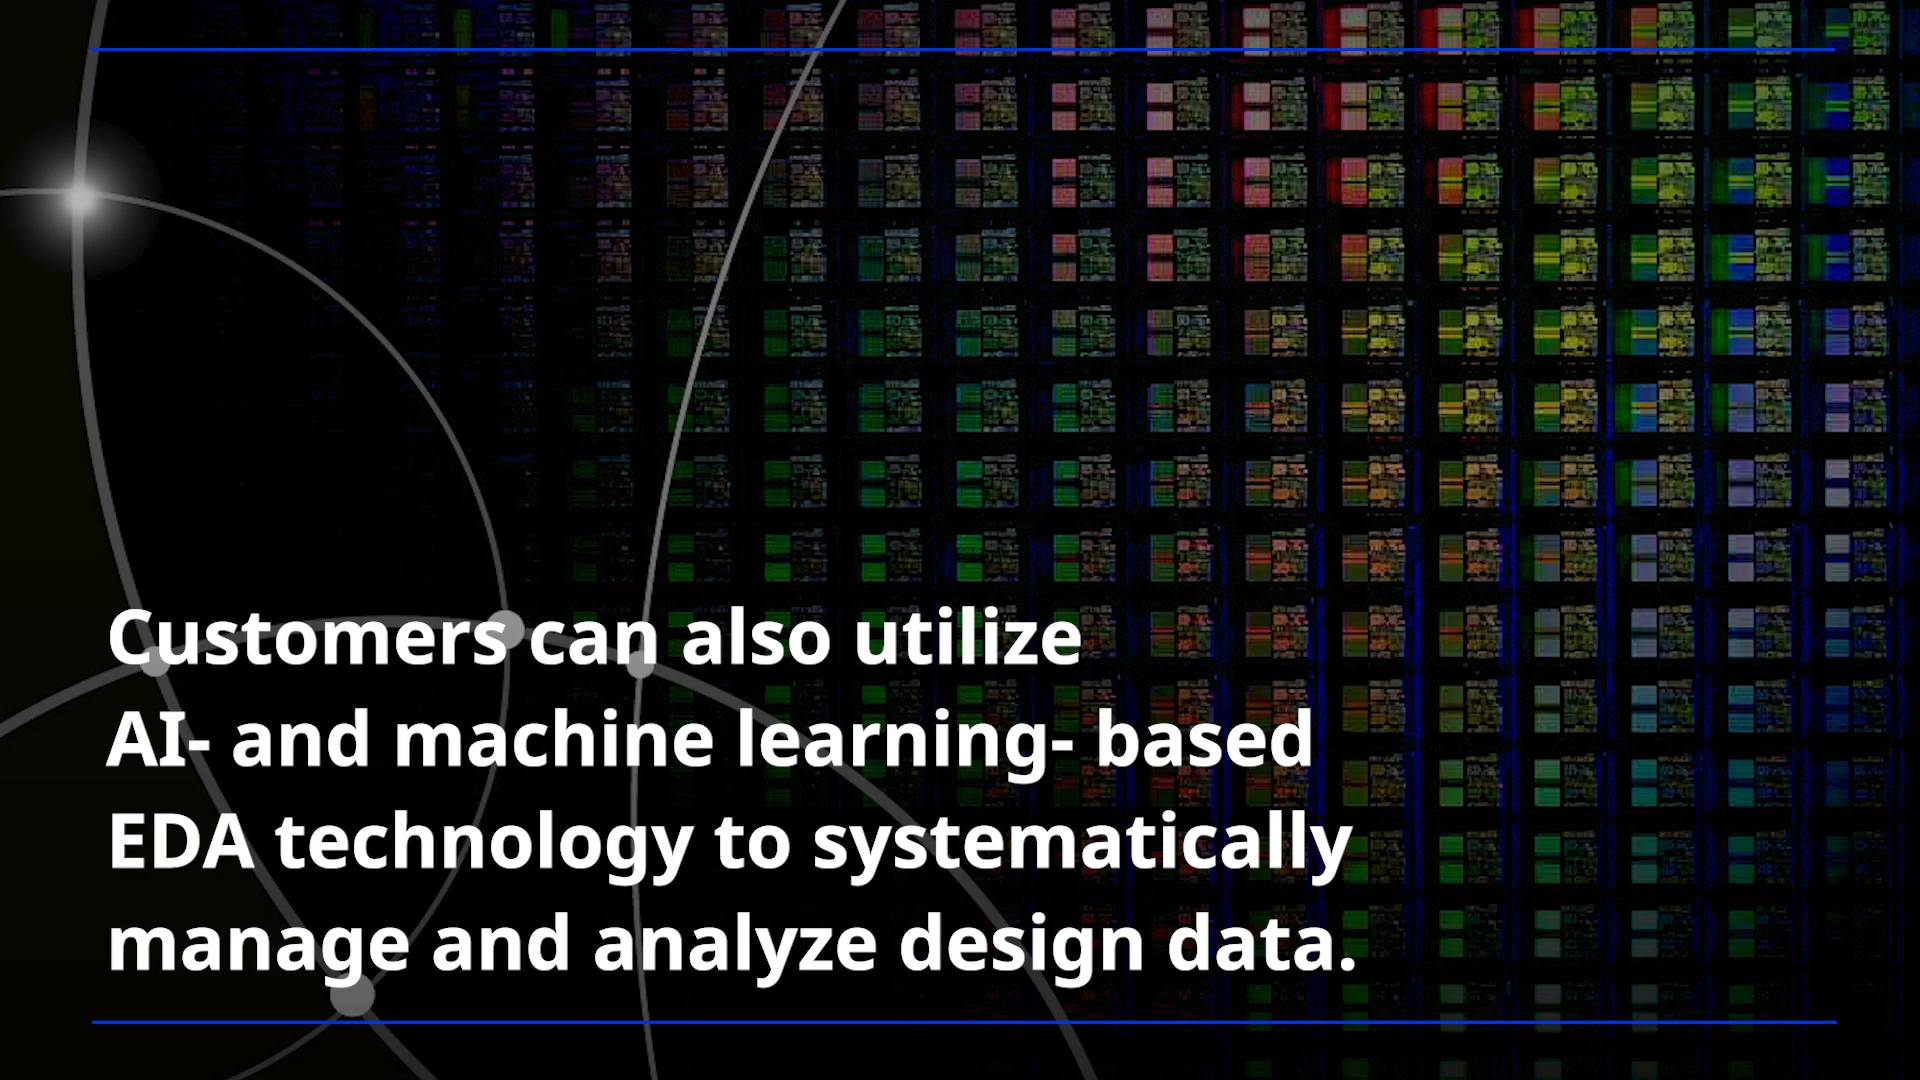 Customers can also utilize
AI- and machine learning- based
EDA technology to systematically
manage and analyze design data.